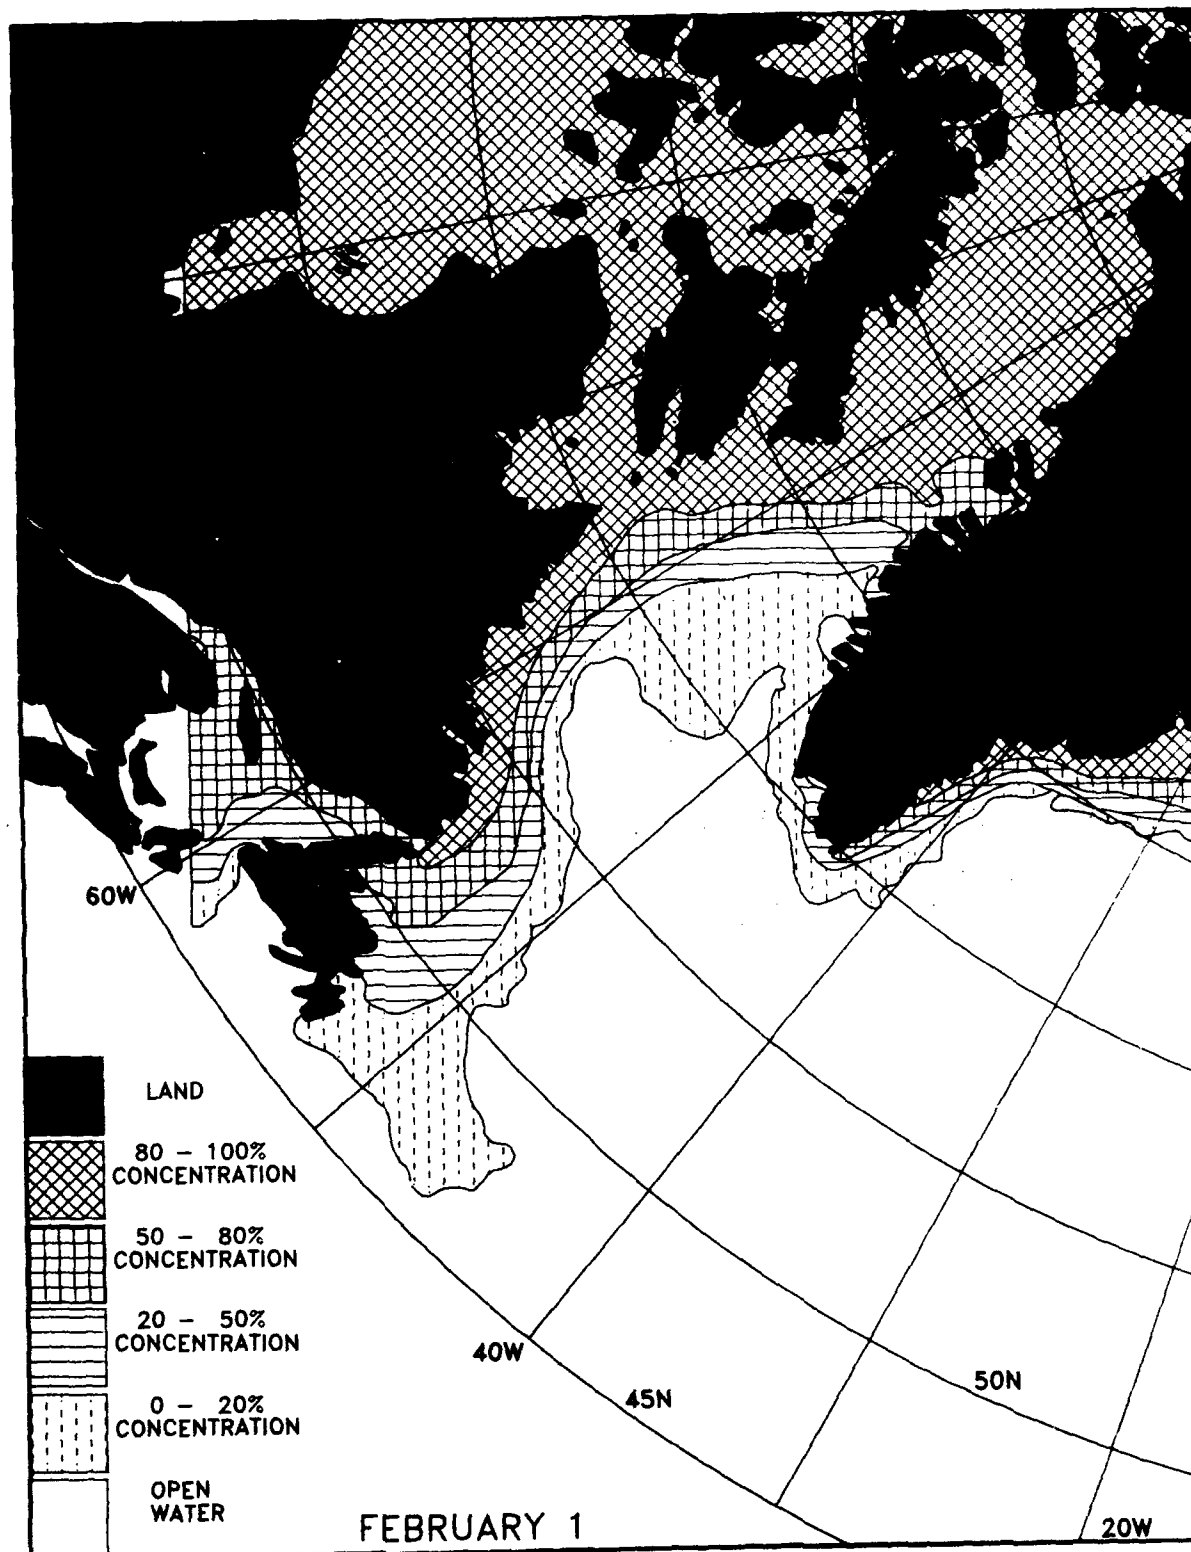 60W
LAND
80 - 100%
CONCENTRATION
50 - 80%
CONCENTRATION
20 - 50%
CONCENTRATION
0 - 20%
CONCENTRATION
OPEN
WATER
40W
45N
50N
20W
FEBRUARY 1